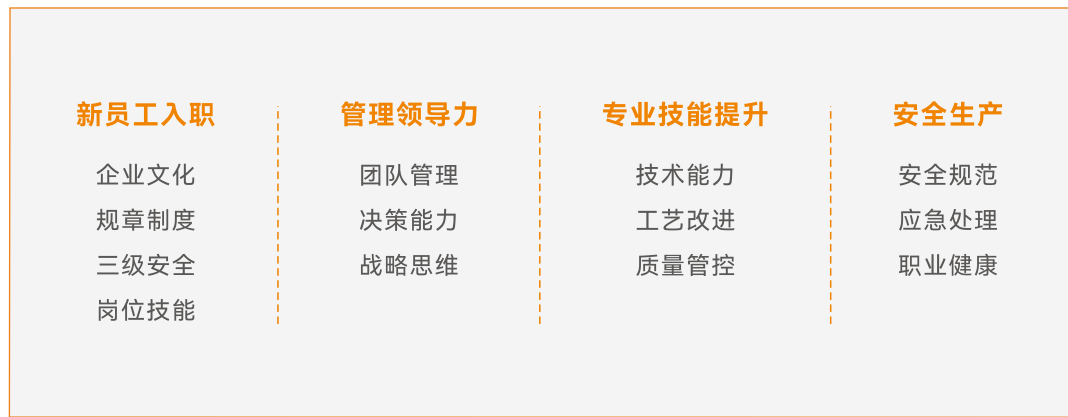 新员工入职
企业文化
规章制度
三级安全
岗位技能
管理领导力
团队管理
决策能力
战略思维
专业技能提升
技术能力
工艺改进
质量管控
安全生产
安全规范
应急处理
职业健康